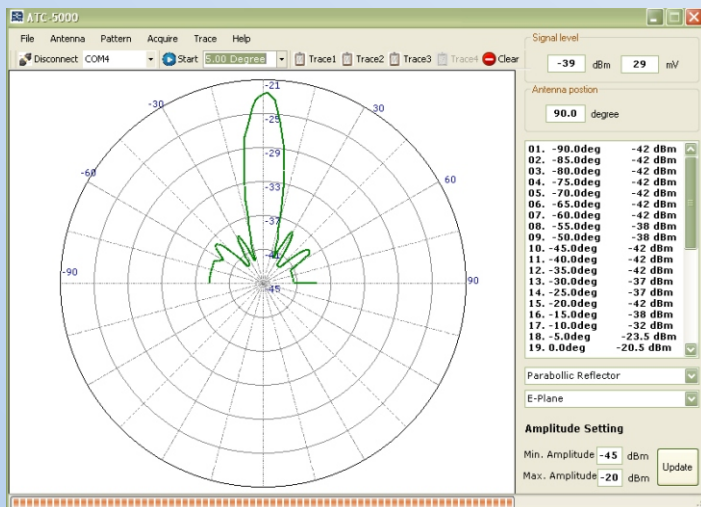 ATC-5000
File Antenna Pattern Acquire Trace Help
Disconnect COM4 Start 5.00 Degree Trace1 Trace2 Trace3 Trace4 Clear
Signal level
-39 dBm 29 mV
Antenna postion
90.0 degree
-21
-25
-29
-33
-37
-45
-30
30
-60
60
-90
90
01. -90.0deg -42 dBm
02. -85.0deg -42 dBm
03. -80.0deg -42 dBm
04. -75.0deg -42 dBm
05. -70.0deg -42 dBm
06. -65.0deg -42 dBm
07. -60.0deg -42 dBm
08. -55.0deg -38 dBm
09. -50.0deg -38 dBm
10. -45.0deg -42 dBm
11. -40.0deg -42 dBm
12. -35.0deg -42 dBm
13. -30.0deg -37 dBm
14. -25.0deg -37 dBm
15. -20.0deg -42 dBm
16. -15.0deg -38 dBm
17. -10.0deg -32 dBm
18. -5.0deg -23.5 dBm
19. 0.0deg -20.5 dBm
Parabollic Reflector
E-Plane
Amplitude Setting
Min. Amplitude -45 dBm
Max. Amplitude -20 dBm
Update